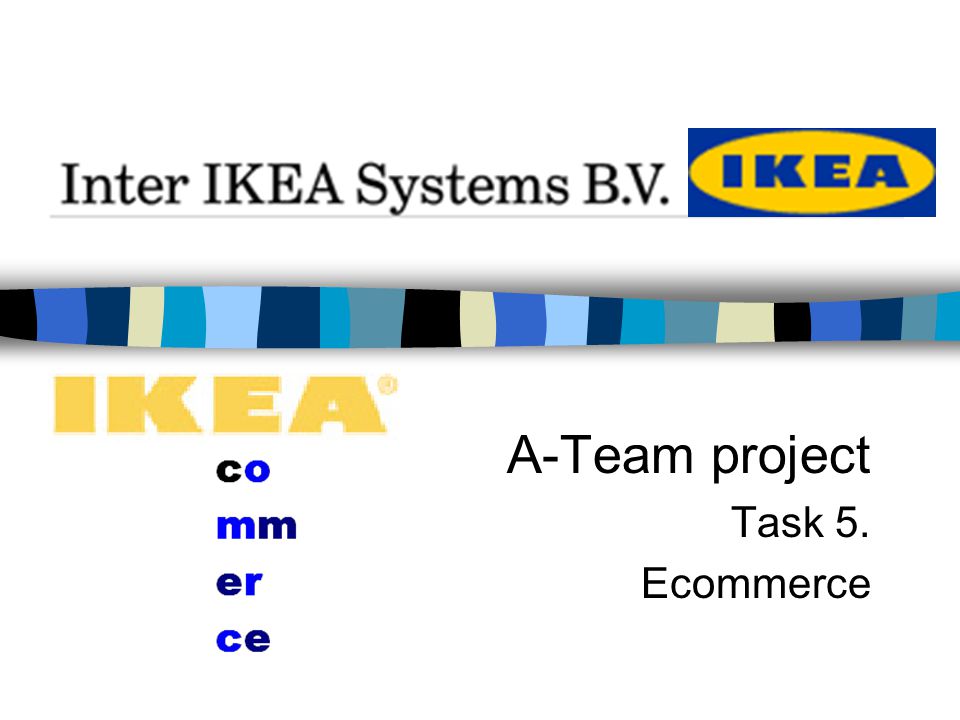 Inter IKEA Systems B.V.
IKEA
IKEA®
co
mm
er
ce
A-Team project
Task 5.
Ecommerce